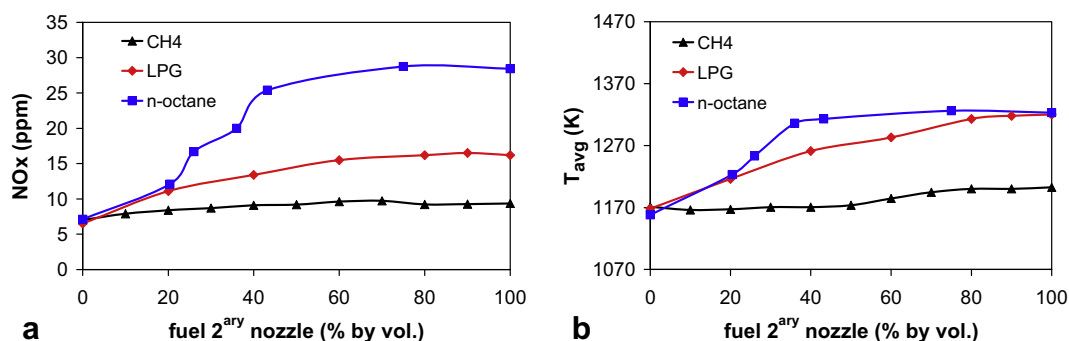 35
30
25
20
15
10
5
0
NOx (ppm)
CH4
LPG
n-octane
0 20 40 60 80 100
fuel 2ary nozzle (% by vol.)
a
1470
1370
1270
1170
1070
Tavg (K)
CH4
LPG
n-octane
0 20 40 60 80 100
fuel 2ary nozzle (% by vol.)
b